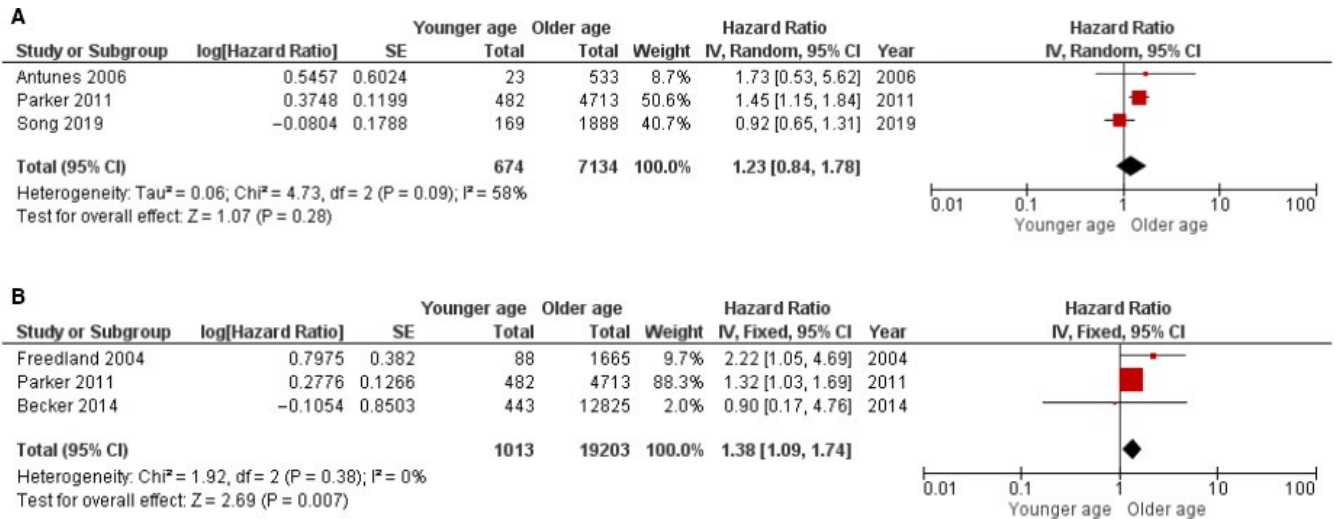 A
Younger age Older age Hazard Ratio Hazard Ratio
Study or Subgroup log[Hazard Ratio] SE Total Total Weight IV, Random, 95% CI Year IV, Random, 95% CI
Antunes 2006 0.5457 0.6024 23 533 8.7% 1.73 [0.53, 5.62] 2006
Parker 2011 0.3748 0.1199 482 4713 50.6% 1.45 [1.15, 1.84] 2011
Song 2019 −0.0804 0.1788 169 1888 40.7% 0.92 [0.65, 1.31] 2019
Total (95% CI) 674 7134 100.0% 1.23 [0.84, 1.78]
Heterogeneity: Tau² = 0.06; Chi² = 4.73, df = 2 (P = 0.09); I² = 58%
Test for overall effect: Z = 1.07 (P = 0.28)
0.01 0.1 1 10 100
Younger age Older age
B
Younger age Older age Hazard Ratio Hazard Ratio
Study or Subgroup log[Hazard Ratio] SE Total Total Weight IV, Fixed, 95% CI Year IV, Fixed, 95% CI
Freedland 2004 0.7975 0.382 88 1665 9.7% 2.22 [1.05, 4.69] 2004
Parker 2011 0.2776 0.1266 482 4713 88.3% 1.32 [1.03, 1.69] 2011
Becker 2014 −0.1054 0.8503 443 12825 2.0% 0.90 [0.17, 4.76] 2014
Total (95% CI) 1013 19203 100.0% 1.38 [1.09, 1.74]
Heterogeneity: Chi² = 1.92, df = 2 (P = 0.38); I² = 0%
Test for overall effect: Z = 2.69 (P = 0.007)
0.01 0.1 1 10 100
Younger age Older age